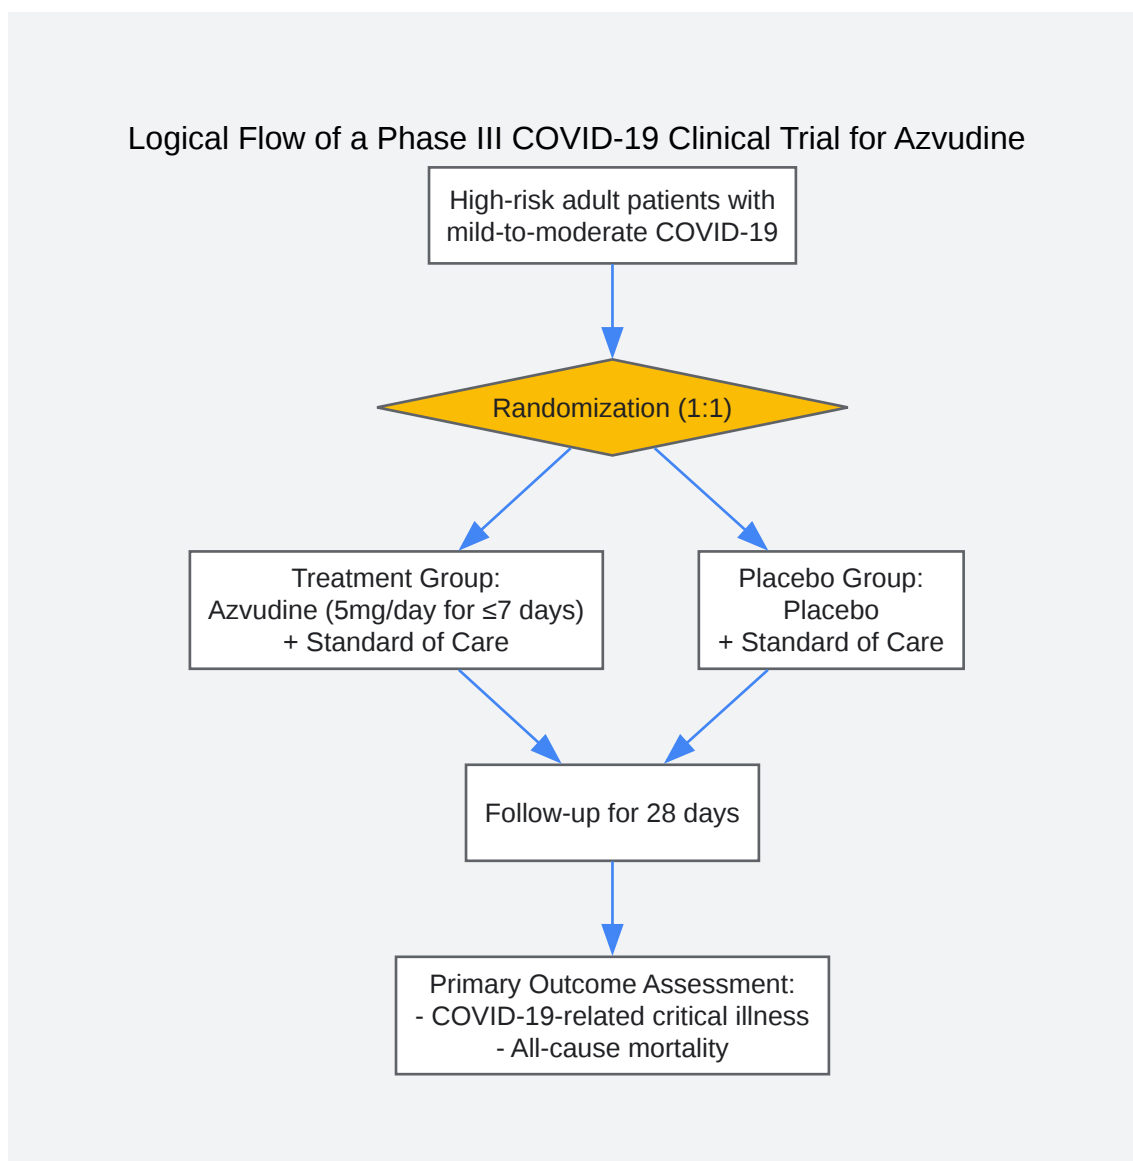 Logical Flow of a Phase III COVID-19 Clinical Trial for Azvudine
High-risk adult patients with
mild-to-moderate COVID-19
Randomization (1:1)
Treatment Group:
Azvudine (5mg/day for ≤7 days)
+ Standard of Care
Placebo Group:
Placebo
+ Standard of Care
Follow-up for 28 days
Primary Outcome Assessment:
- COVID-19-related critical illness
- All-cause mortality